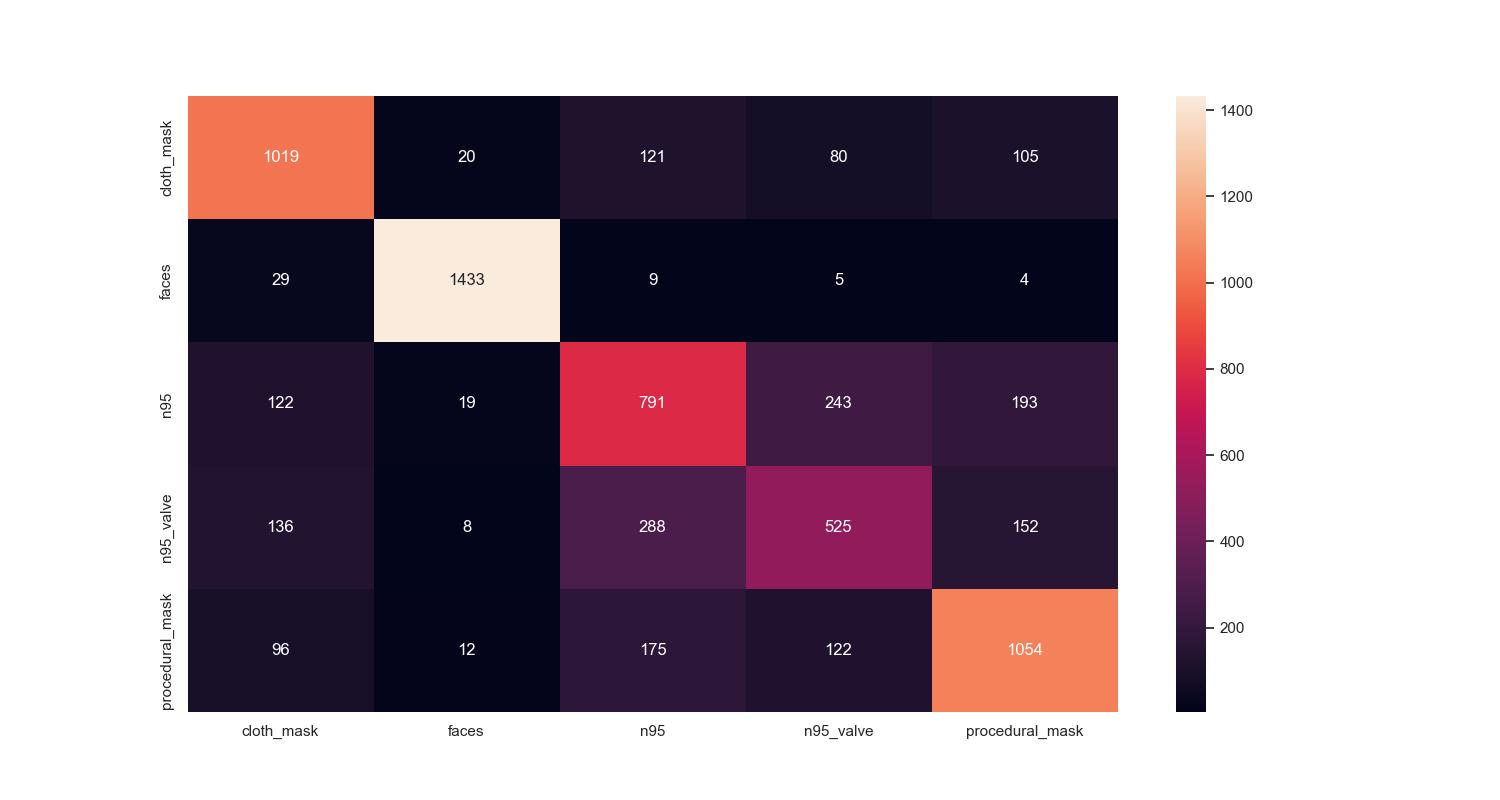 cloth_mask 1019 20 121 80 105
faces 29 1433 9 5 4
n95 122 19 791 243 193
n95_valve 136 8 288 525 152
procedural_mask 96 12 175 122 1054
cloth_mask faces n95 n95_valve procedural_mask
1400
1200
1000
800
600
400
200